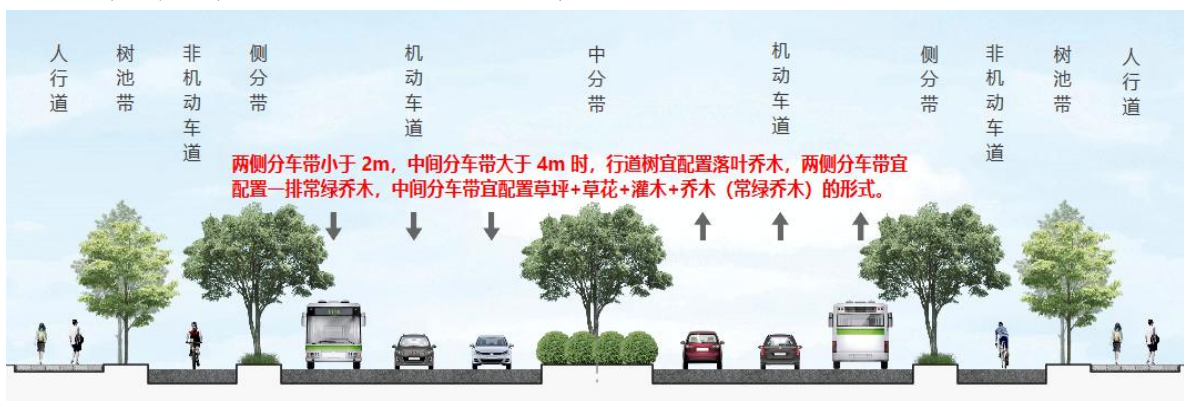 人行道
树池带
非机动车道
侧分带
机动车道
中分带
机动车道
侧分带
非机动车道
树池带
人行道
两侧分车带小于 2m，中间分车带大于 4m 时，行道树宜配置落叶乔木，两侧分车带宜
配置一排常绿乔木，中间分车带宜配置草坪+草花+灌木+乔木（常绿乔木）的形式。